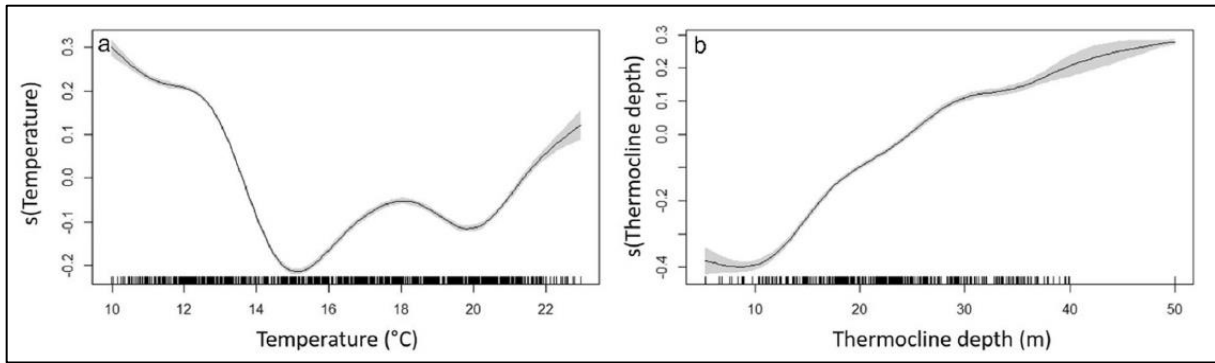 a
s(Temperature)
0.3
0.2
0.1
0.0
-0.1
-0.2
10 12 14 16 18 20 22
Temperature (°C)
b
s(Thermocline depth)
0.3
0.1
0.0
-0.2
-0.4
10 20 30 40 50
Thermocline depth (m)